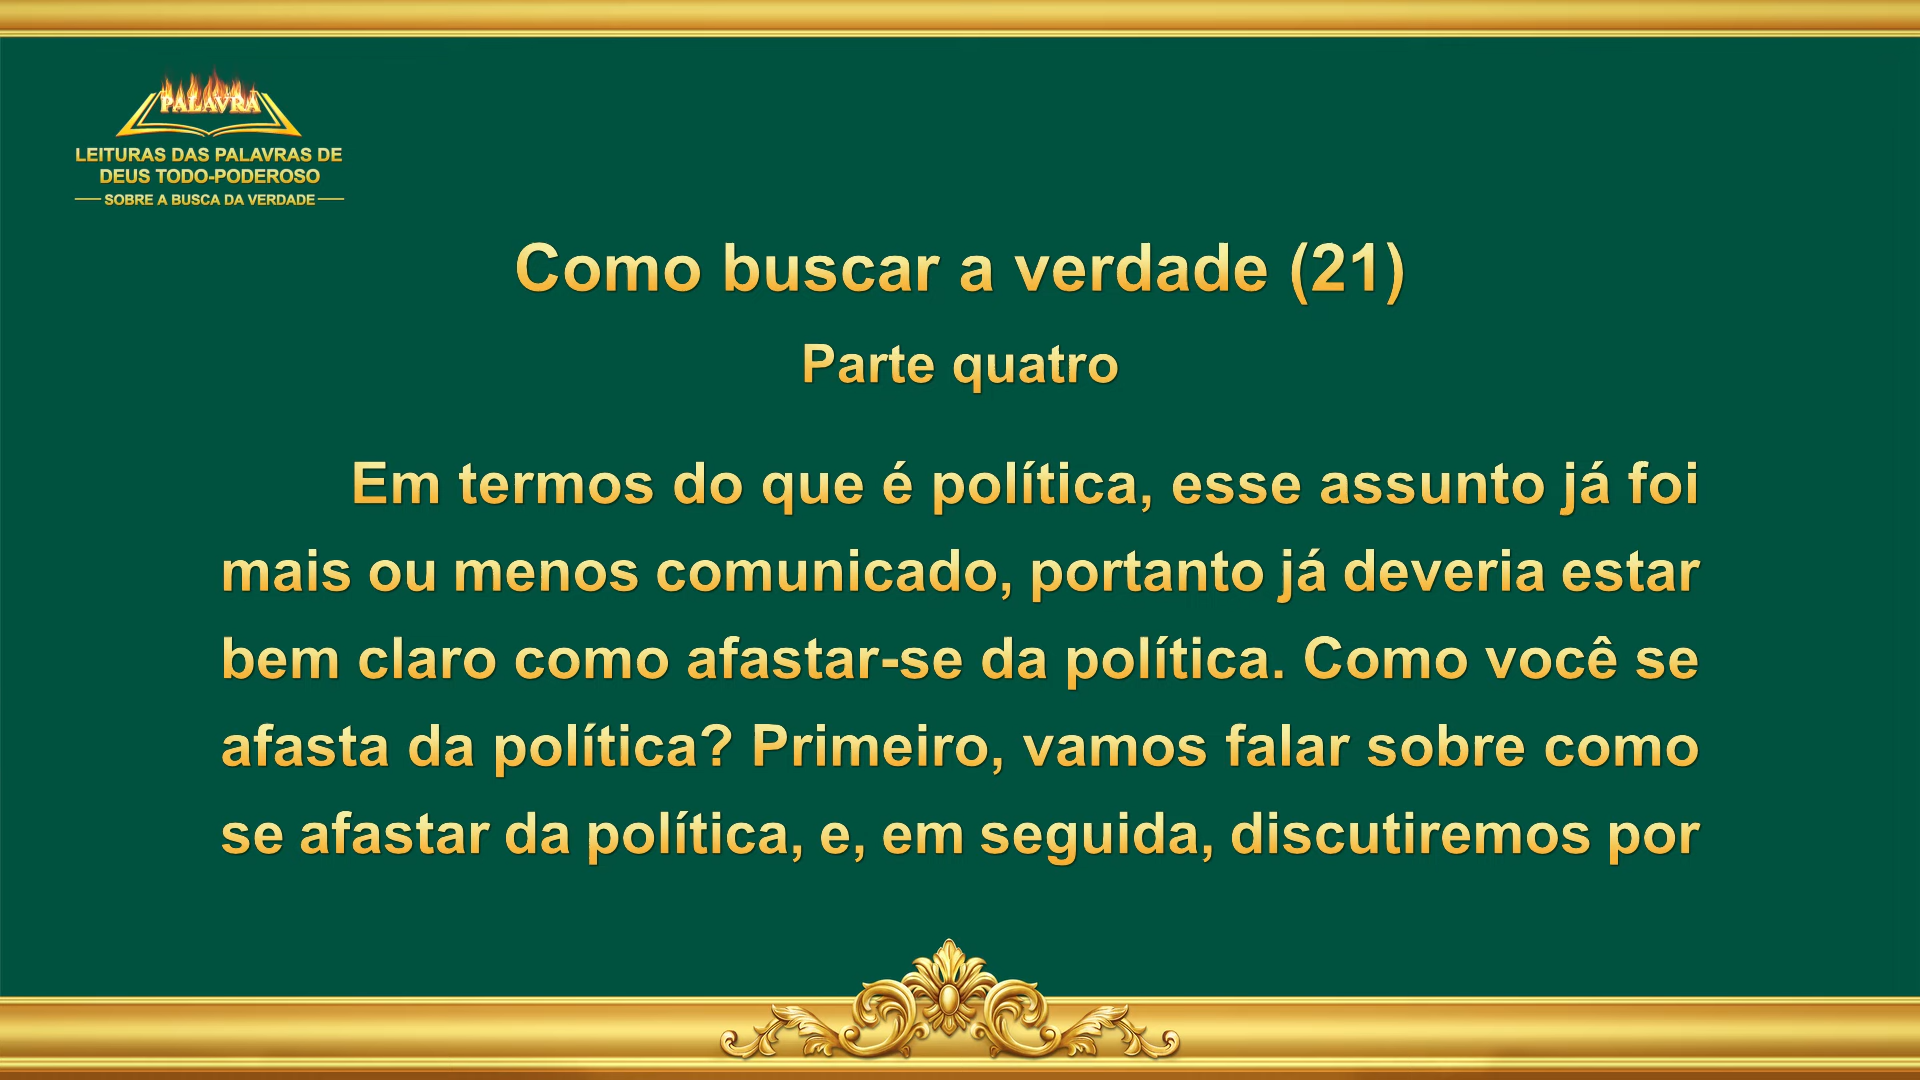 PALAVRA
LEITURAS DAS PALAVRAS DE
DEUS TODO-PODEROSO
SOBRE A BUSCA DA VERDADE
Como buscar a verdade (21)
Parte quatro
Em termos do que é política, esse assunto já foi
mais ou menos comunicado, portanto já deveria estar
bem claro como afastar-se da política. Como você se
afasta da política? Primeiro, vamos falar sobre como
se afastar da política, e, em seguida, discutiremos por